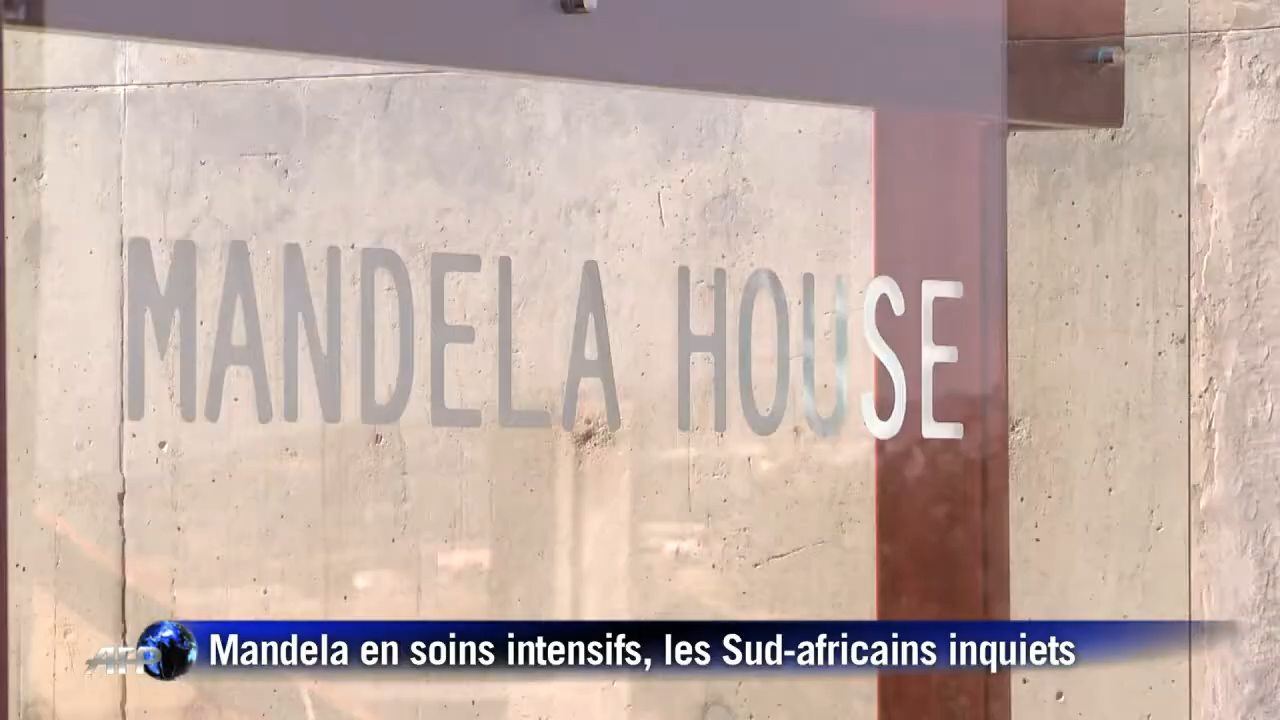 MANDELA HOUSE
AFP
Mandela en soins intensifs, les Sud-africains inquiets